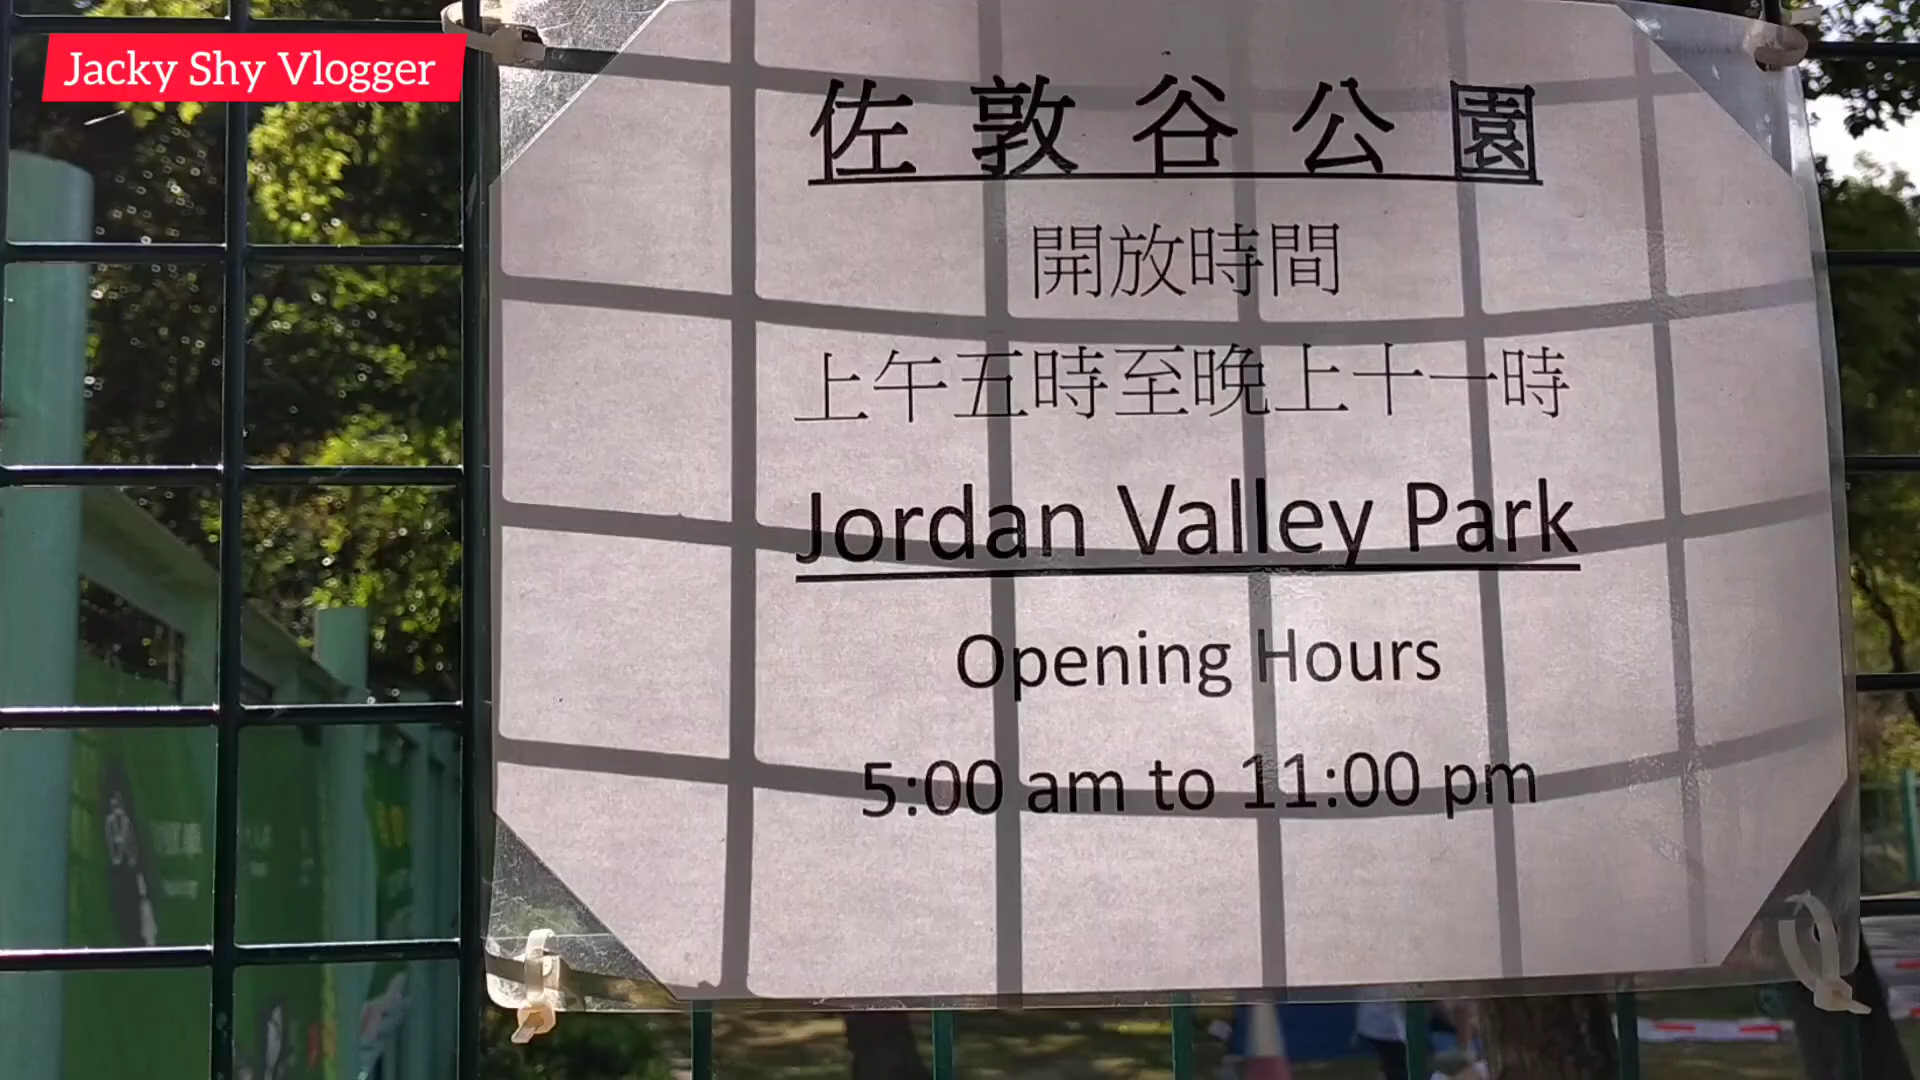 Jacky Shy Vlogger
佐敦谷公園
開放時間
上午五時至晚上十一時
Jordan Valley Park
Opening Hours
5:00 am to 11:00 pm